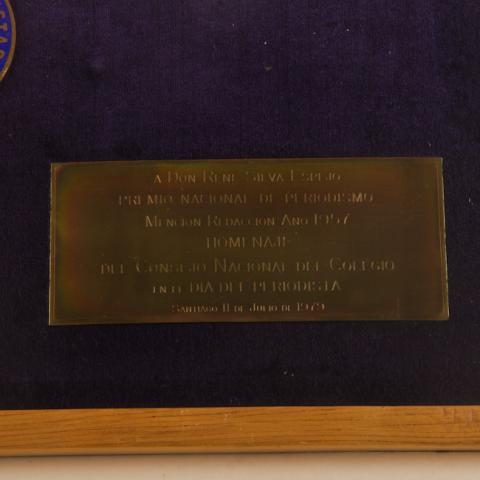 A DON RENE SILVA ESPEJO
PREMIO NACIONAL DE PERIODISMO
MENCION REDACCION AÑO 1957
HOMENAJE
DEL CONSEJO NACIONAL DEL COLEGIO
EN EL DIA DEL PERIODISTA
SANTIAGO 11 DE JULIO DE 1979